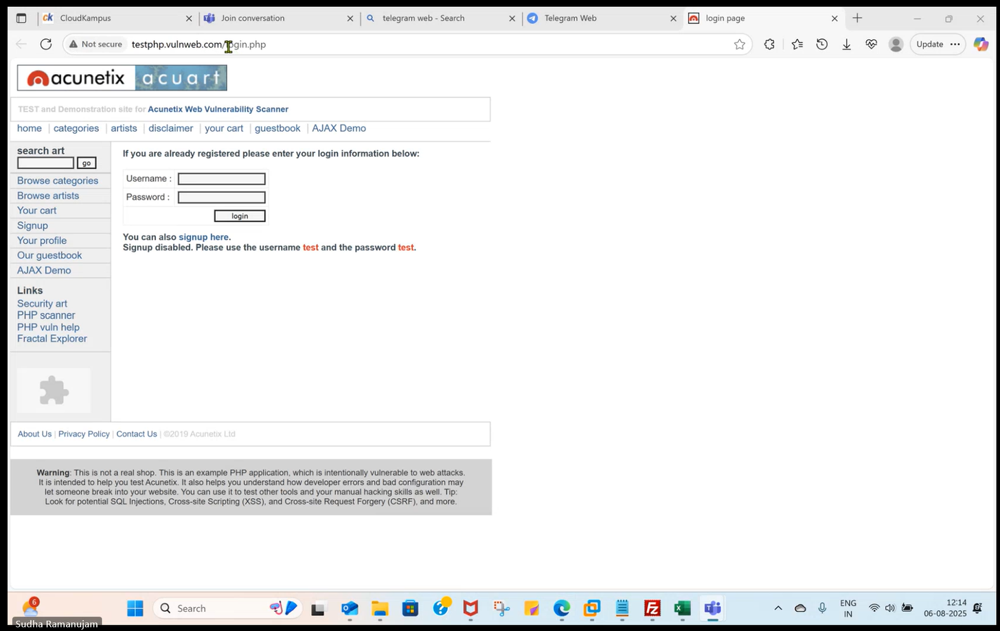 CloudKampus
Join conversation
telegram web - Search
Telegram Web
login page
Not secure
testphp.vulnweb.com/login.php
Update
acunetix acuart
TEST and Demonstration site for Acunetix Web Vulnerability Scanner
home | categories | artists | disclaimer | your cart | guestbook | AJAX Demo
search art
go
Browse categories
Browse artists
Your cart
Signup
Your profile
Our guestbook
AJAX Demo
Links
Security art
PHP scanner
PHP vuln help
Fractal Explorer
If you are already registered please enter your login information below:
Username :
Password :
login
You can also signup here.
Signup disabled. Please use the username test and the password test.
About Us | Privacy Policy | Contact Us | ©2019 Acunetix Ltd
Warning: This is not a real shop. This is an example PHP application, which is intentionally vulnerable to web attacks.
It is intended to help you test Acunetix. It also helps you understand how developer errors and bad configuration may
let someone break into your website. You can use it to test other tools and your manual hacking skills as well. Tip:
Look for potential SQL Injections, Cross-site Scripting (XSS), and Cross-site Request Forgery (CSRF), and more.
6
Search
ENG
IN
12:14
06-08-2025
Sudha Ramanujam